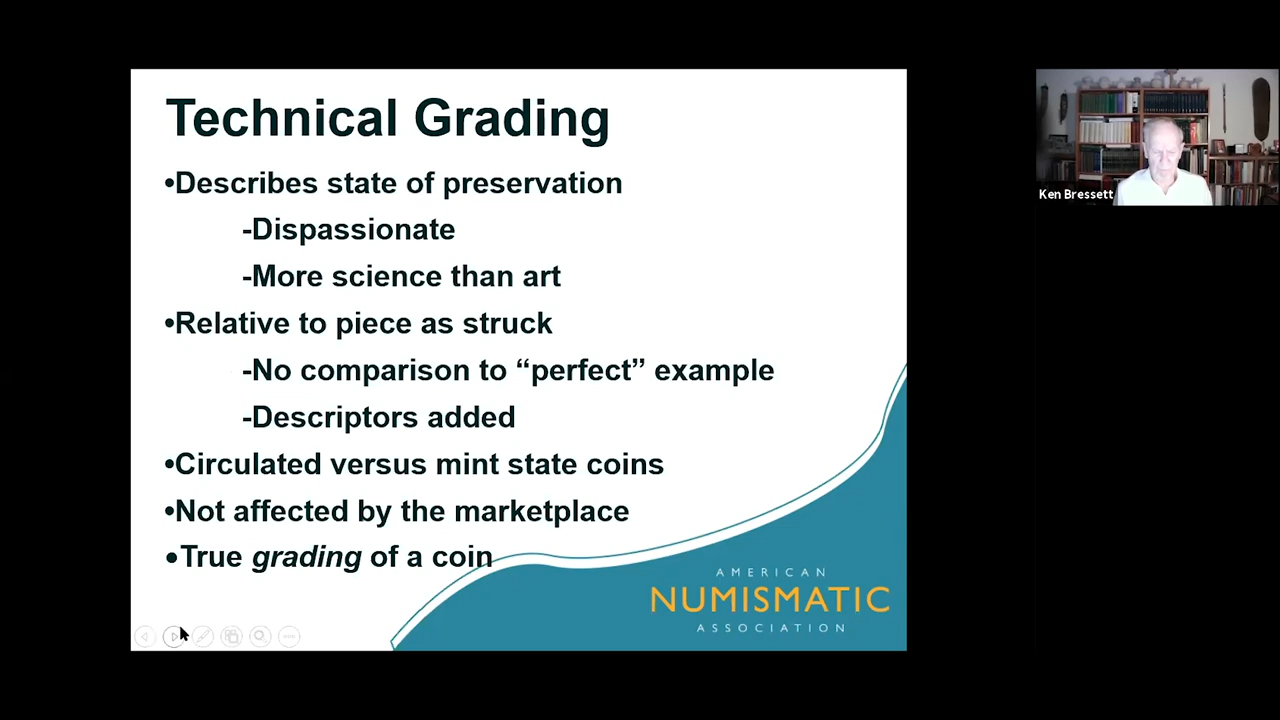 Technical Grading
•Describes state of preservation
-Dispassionate
-More science than art
•Relative to piece as struck
-No comparison to “perfect” example
-Descriptors added
•Circulated versus mint state coins
•Not affected by the marketplace
•True grading of a coin
AMERICAN
NUMISMATIC
ASSOCIATION
Ken Bressett